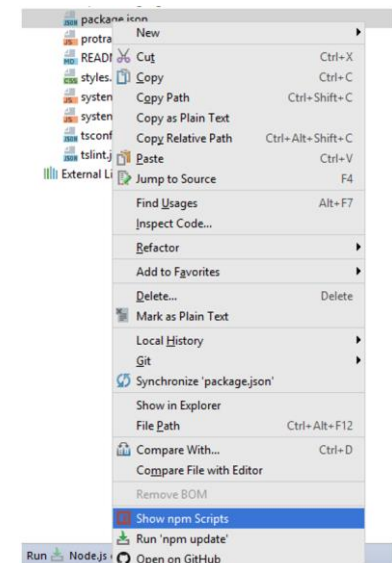 package.json
New
protra
Cut Ctrl+X
READ
Copy Ctrl+C
styles.
Copy Path Ctrl+Shift+C
system
Copy as Plain Text
system
Copy Relative Path Ctrl+Alt+Shift+C
tsconf
Paste Ctrl+V
tslint.j
Jump to Source F4
External Li
Find Usages Alt+F7
Inspect Code...
Refactor
Add to Favorites
Delete... Delete
Mark as Plain Text
Local History
Git
Synchronize 'package.json'
Show in Explorer
File Path Ctrl+Alt+F12
Compare With... Ctrl+D
Compare File with Editor
Remove BOM
Show npm Scripts
Run 'npm update'
Run Node.js
Open on GitHub